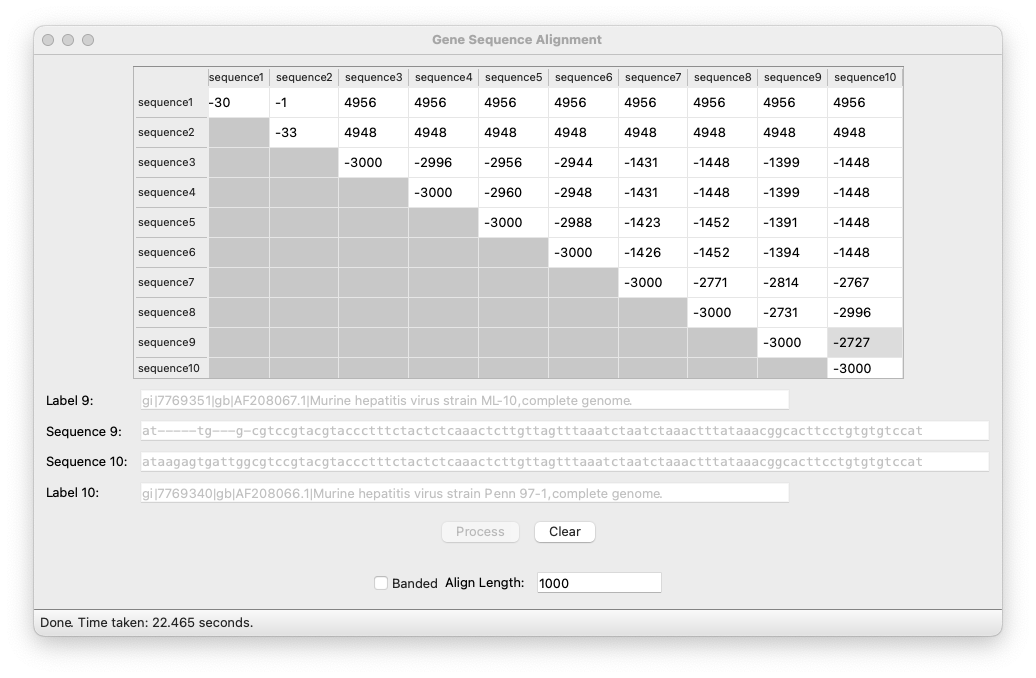 Gene Sequence Alignment
sequence1 sequence2 sequence3 sequence4 sequence5 sequence6 sequence7 sequence8 sequence9 sequence10
sequence1 -30 -1 4956 4956 4956 4956 4956 4956 4956 4956
sequence2 -33 4948 4948 4948 4948 4948 4948 4948 4948
sequence3 -3000 -2996 -2956 -2944 -1431 -1448 -1399 -1448
sequence4 -3000 -2960 -2948 -1431 -1448 -1399 -1448
sequence5 -3000 -2988 -1423 -1452 -1391 -1448
sequence6 -3000 -1426 -1452 -1394 -1448
sequence7 -3000 -2771 -2814 -2767
sequence8 -3000 -2731 -2996
sequence9 -3000 -2727
sequence10 -3000
Label 9: gi|7769351|gb|AF208067.1|Murine hepatitis virus strain ML-10,complete genome.
Sequence 9: at-----tg---g-cgtccgtacgtaccctttctactctcaaactcttgttagtttaaatctaatctaaactttataaacggcacttcctgtgtgtccat
Sequence 10: ataagagtgattggcgtccgtacgtaccctttctactctcaaactcttgttagtttaaatctaatctaaactttataaacggcacttcctgtgtgtccat
Label 10: gi|7769340|gb|AF208066.1|Murine hepatitis virus strain Penn 97-1,complete genome.
Process Clear
Banded Align Length: 1000
Done. Time taken: 22.465 seconds.